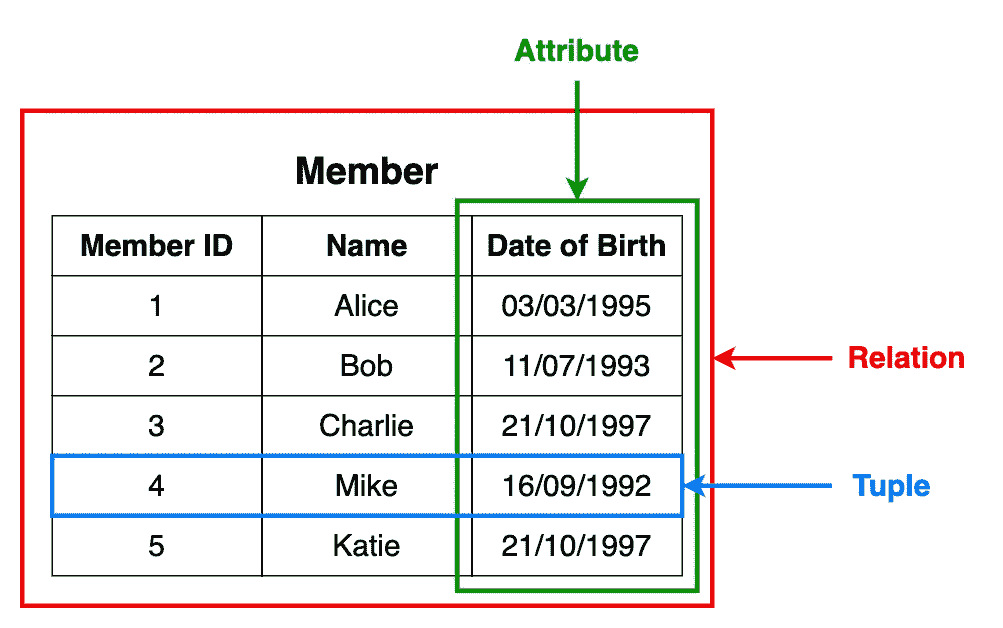 Attribute
Member
Member ID Name Date of Birth
1 Alice 03/03/1995
2 Bob 11/07/1993
Relation
3 Charlie 21/10/1997
4 Mike 16/09/1992
Tuple
5 Katie 21/10/1997